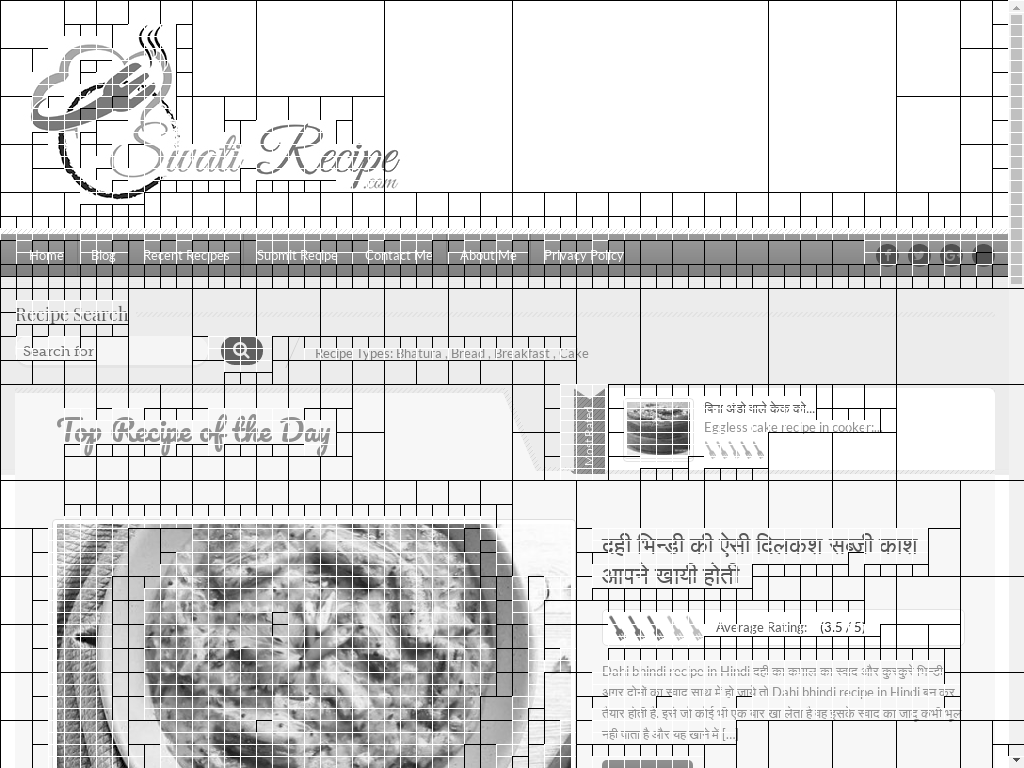 Swati Recipe
.com
Home Blog Recent Recipes Submit Recipe Contact Me About Me Privacy Policy
Recipe Search
Search for
Recipe Types: Bhatura , Bread , Breakfast , Cake
Top Recipe of the Day
बिना अंडो वाले केक को...
Eggless cake recipe in cooker:...
दही भिन्डी की ऐसी दिलकश सब्जी काश
आपने खायी होती
Average Rating: (3.5 / 5)
Dahi bhindi recipe in Hindi दही का कमाल का स्वाद और कुरकुरी भिन्डी
अगर दोनों का स्वाद साथ में हो जाये तो Dahi bhhindi recipe in Hindi बन कर
तैयार होती है. इसे जो कोई भी एक बार खा लेता है वह इसके स्वाद का जादू कभी भूल
नही पाता है और यह खाने में [...]